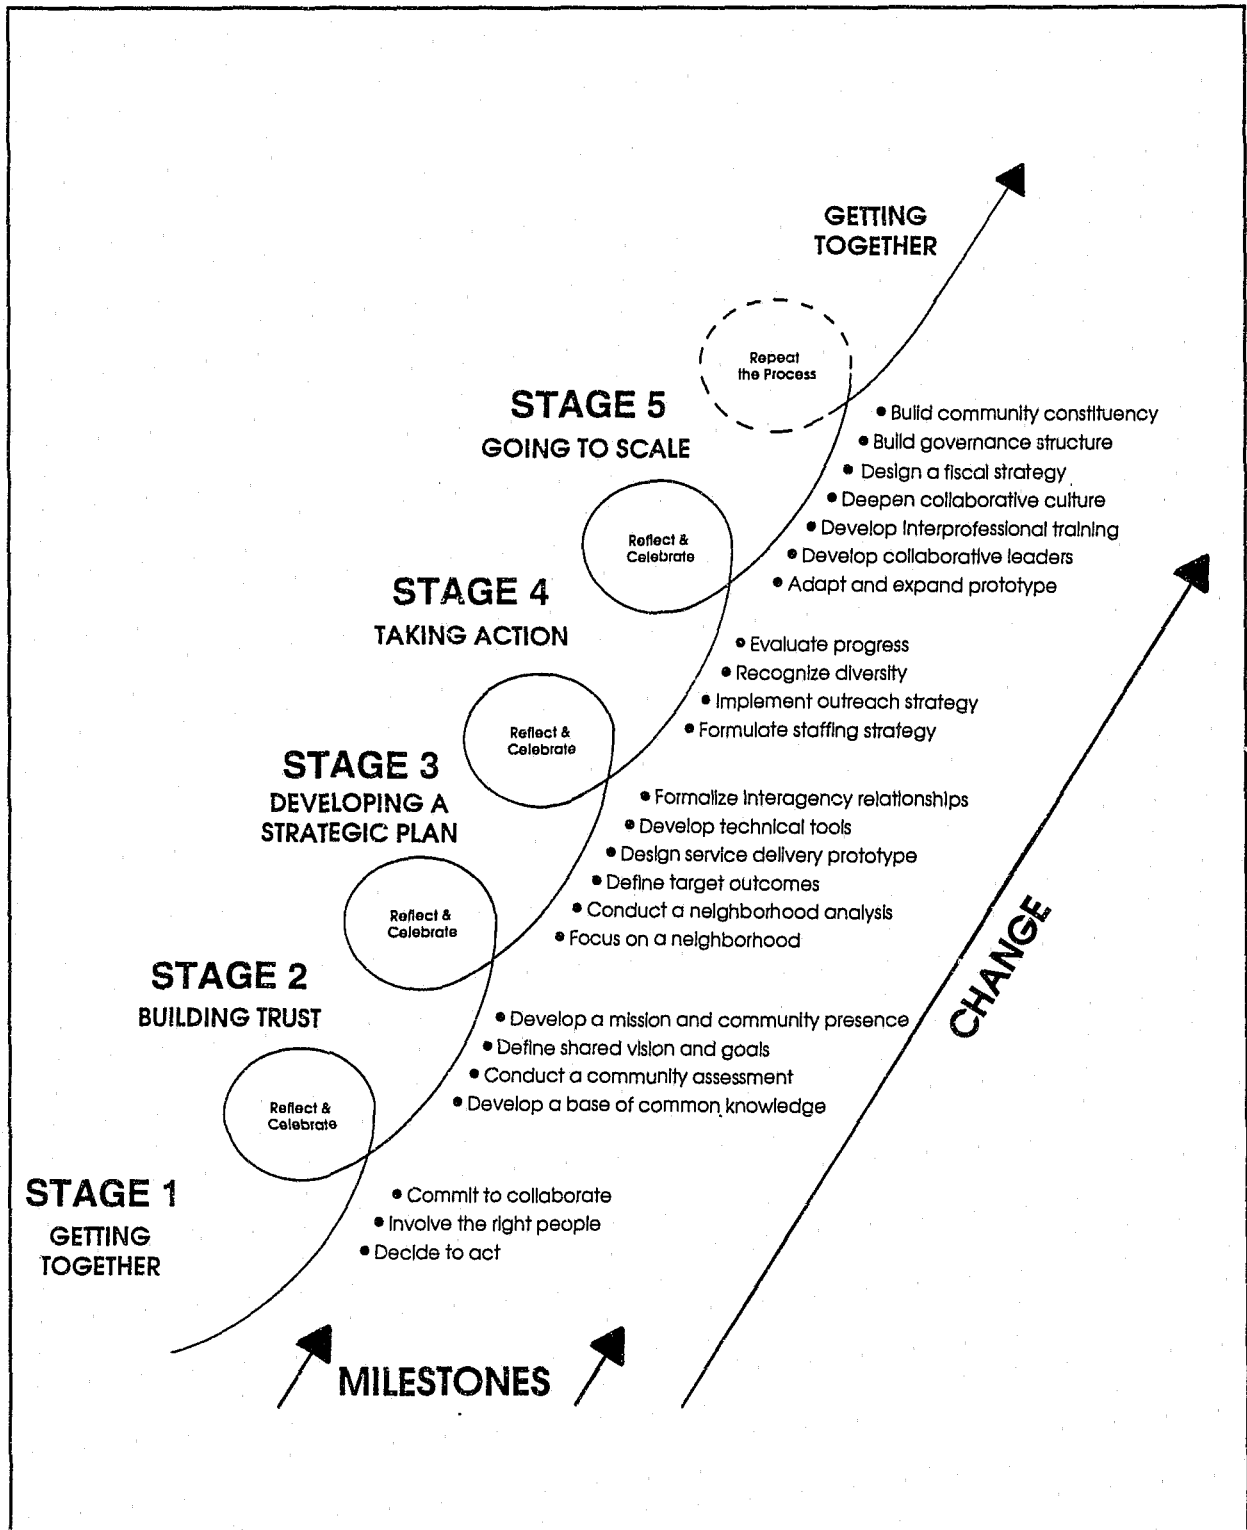 GETTING
TOGETHER
Repeat
the Process
STAGE 5
GOING TO SCALE
• Build community constituency
• Build governance structure
• Design a fiscal strategy
• Deepen collaborative culture
• Develop interprofessional training
• Develop collaborative leaders
• Adapt and expand prototype
Reflect &
Celebrate
STAGE 4
TAKING ACTION
• Evaluate progress
• Recognize diversity
• Implement outreach strategy
• Formulate staffing strategy
Reflect &
Celebrate
STAGE 3
DEVELOPING A
STRATEGIC PLAN
• Formalize interagency relationships
• Develop technical tools
• Design service delivery prototype
• Define target outcomes
• Conduct a neighborhood analysis
• Focus on a neighborhood
Reflect &
Celebrate
STAGE 2
BUILDING TRUST
• Develop a mission and community presence
• Define shared vision and goals
• Conduct a community assessment
• Develop a base of common knowledge
Reflect &
Celebrate
STAGE 1
GETTING
TOGETHER
• Commit to collaborate
• Involve the right people
• Decide to act
MILESTONES
CHANGE